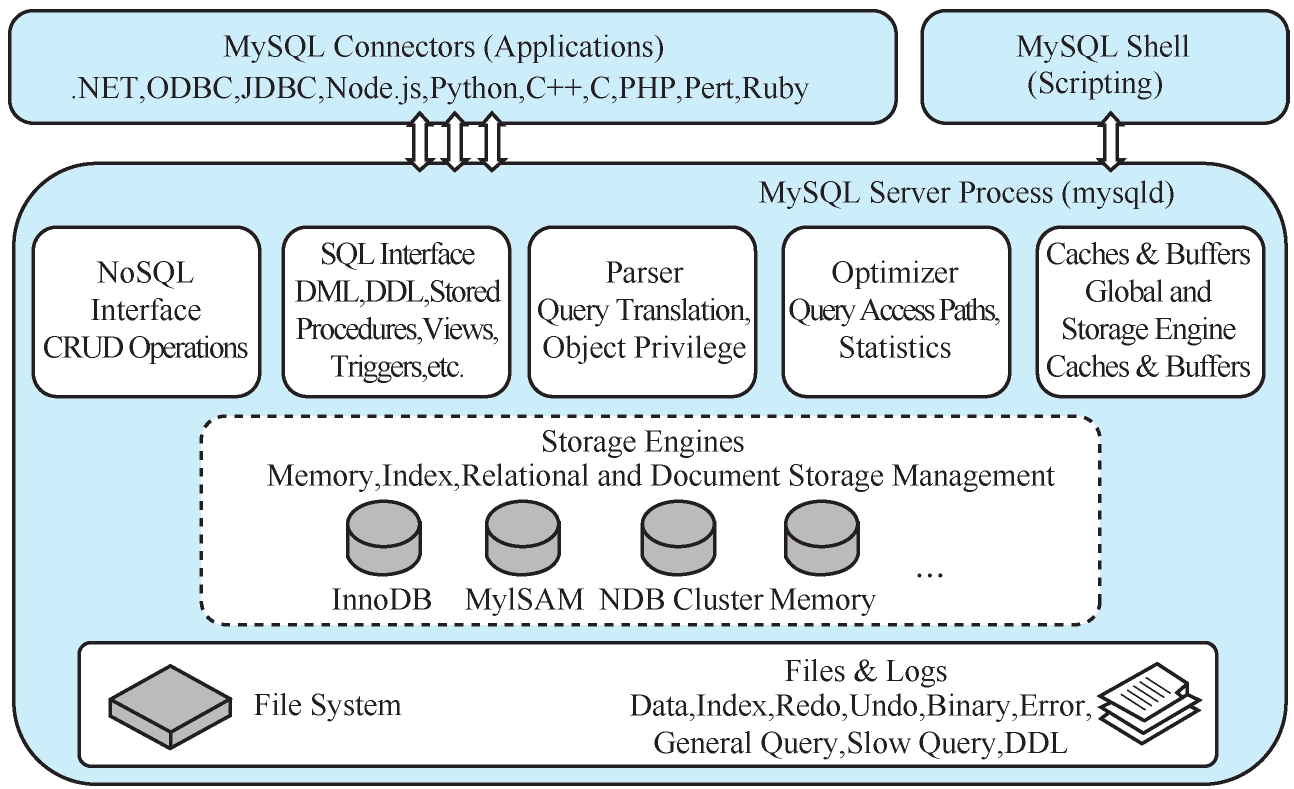 MySQL Connectors (Applications)
.NET,ODBC,JDBC,Node.js,Python,C++,C,PHP,Pert,Ruby
MySQL Shell
(Scripting)
MySQL Server Process (mysqld)
NoSQL
Interface
CRUD Operations
SQL Interface
DML,DDL,Stored
Procedures,Views,
Triggers,etc.
Parser
Query Translation,
Object Privilege
Optimizer
Query Access Paths,
Statistics
Caches & Buffers
Global and
Storage Engine
Caches & Buffers
Storage Engines
Memory,Index,Relational and Document Storage Management
InnoDB
MylSAM
NDB Cluster
Memory
...
File System
Files & Logs
Data,Index,Redo,Undo,Binary,Error,
General Query,Slow Query,DDL